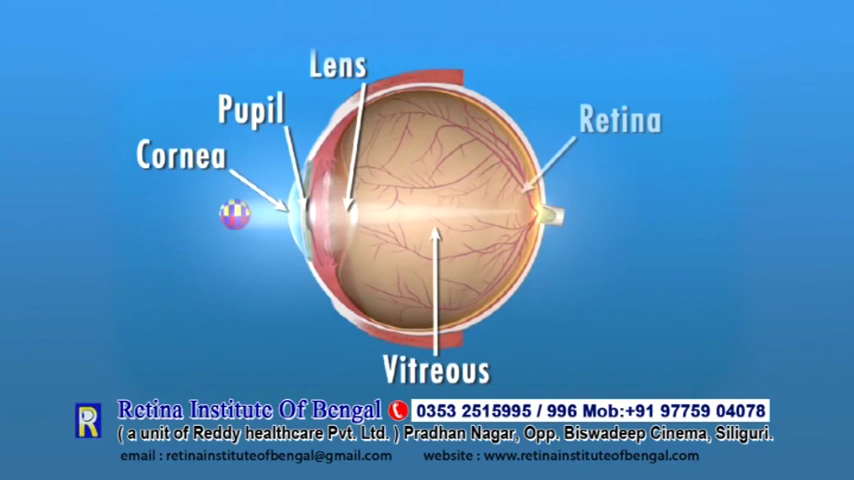 Lens
Pupil
Retina
Cornea
Vitreous
R
Retina Institute Of Bengal 0353 2515995 / 996 Mob:+91 97759 04078
( a unit of Reddy healthcare Pvt. Ltd. ) Pradhan Nagar, Opp. Biswadeep Cinema, Siliguri.
email : retinainstituteofbengal@gmail.com website : www.retinainstituteofbengal.com